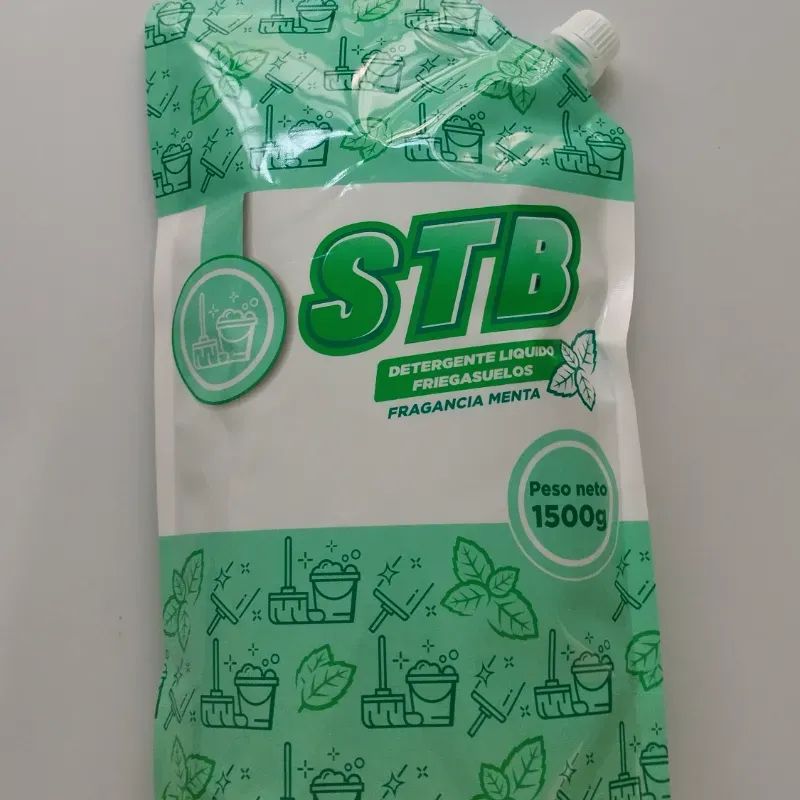 STB
DETERGENTE LIQUIDO
FRIEGASUELOS
FRAGANCIA MENTA
Peso neto
1500g